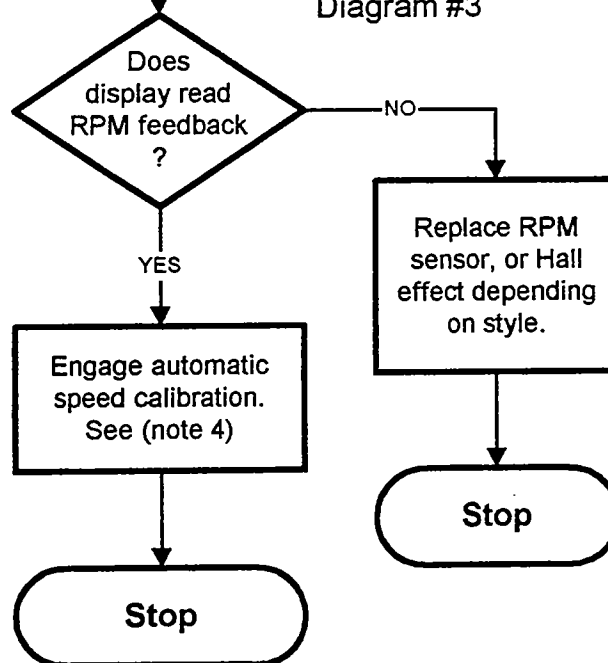 Diagram #3
Does
display read
RPM feedback
?
NO
YES
Replace RPM
sensor, or Hall
effect depending
on style.
Engage automatic
speed calibration.
See (note 4)
Stop
Stop